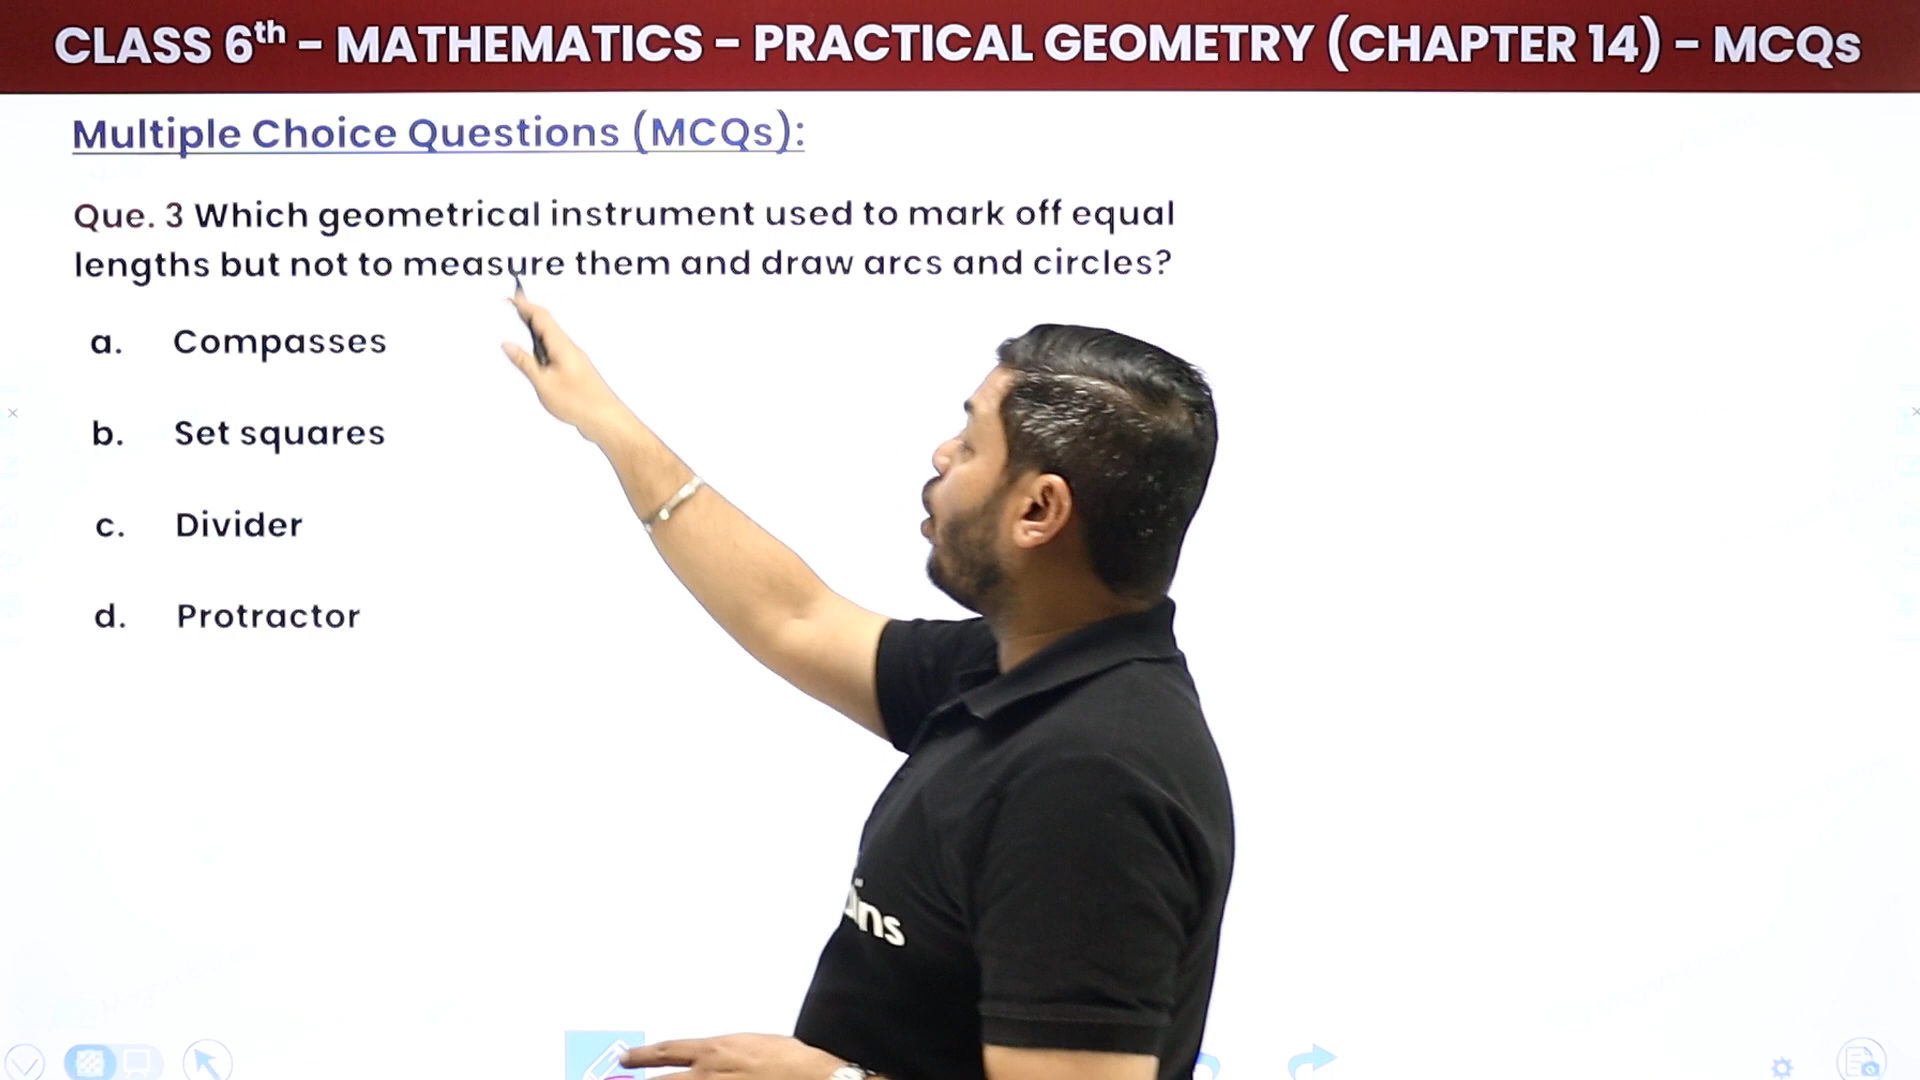 CLASS 6th - MATHEMATICS - PRACTICAL GEOMETRY (CHAPTER 14) - MCQs
Multiple Choice Questions (MCQs):
Que. 3 Which geometrical instrument used to mark off equal
lengths but not to measure them and draw arcs and circles?
a. Compasses
b. Set squares
c. Divider
d. Protractor